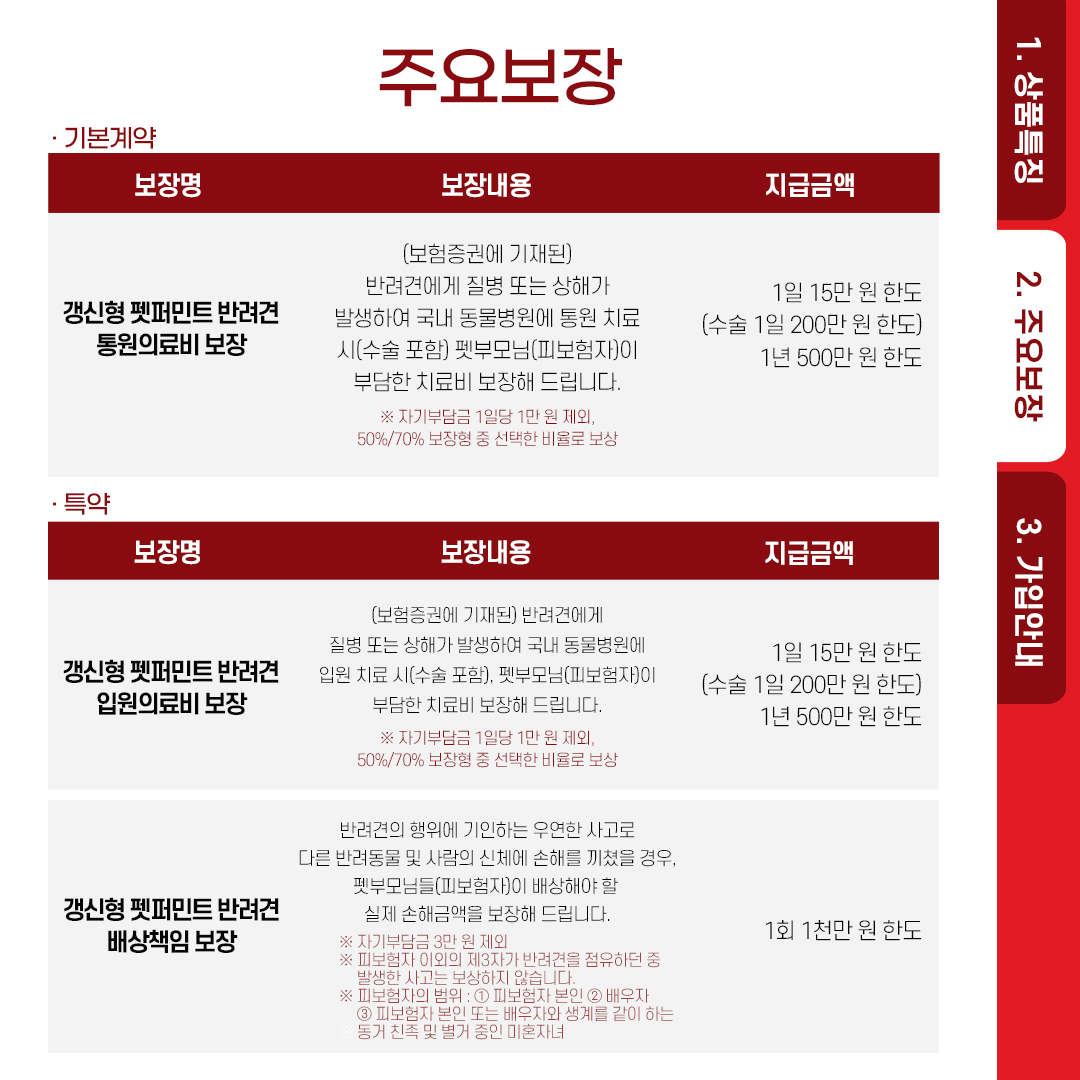 주요보장
· 기본계약
보장명 보장내용 지급금액
갱신형 펫퍼민트 반려견
통원의료비 보장
(보험증권에 기재된)
반려견에게 질병 또는 상해가
발생하여 국내 동물병원에 통원 치료
시(수술 포함) 펫부모님(피보험자)이
부담한 치료비 보장해 드립니다.
※ 자기부담금 1일당 1만 원 제외,
50%/70% 보장형 중 선택한 비율로 보상
1일 15만 원 한도
(수술 1일 200만 원 한도)
1년 500만 원 한도
· 특약
보장명 보장내용 지급금액
갱신형 펫퍼민트 반려견
입원의료비 보장
(보험증권에 기재된) 반려견에게
질병 또는 상해가 발생하여 국내 동물병원에
입원 치료 시(수술 포함), 펫부모님(피보험자)이
부담한 치료비 보장해 드립니다.
※ 자기부담금 1일당 1만 원 제외,
50%/70% 보장형 중 선택한 비율로 보상
1일 15만 원 한도
(수술 1일 200만 원 한도)
1년 500만 원 한도
갱신형 펫퍼민트 반려견
배상책임 보장
반려견의 행위에 기인하는 우연한 사고로
다른 반려동물 및 사람의 신체에 손해를 끼쳤을 경우,
펫부모님들(피보험자)이 배상해야 할
실제 손해금액을 보장해 드립니다.
※ 자기부담금 3만 원 제외
※ 피보험자 이외의 제3자가 반려견을 점유하던 중
발생한 사고는 보상하지 않습니다.
※ 피보험자의 범위 : ① 피보험자 본인 ② 배우자
③ 피보험자 본인 또는 배우자와 생계를 같이 하는
※ 동거 친족 및 별거 중인 미혼자녀
1회 1천만 원 한도
1. 상품특징
2. 주요보장
3. 가입안내